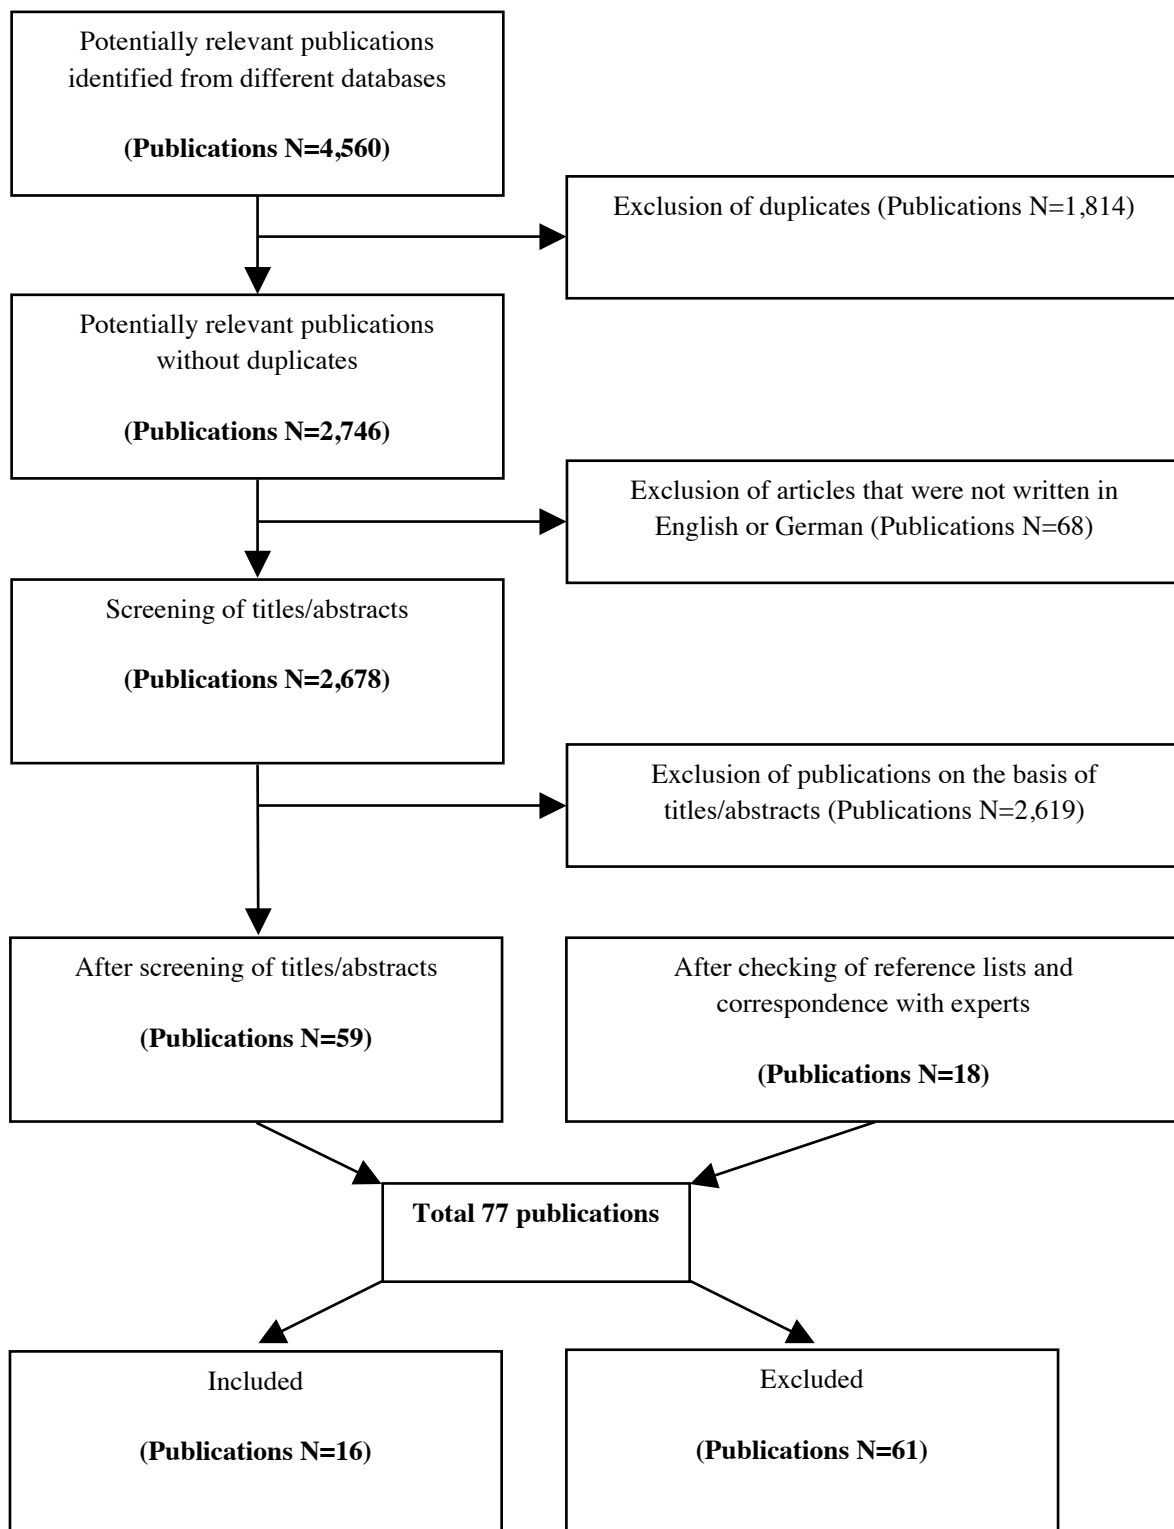 Potentially relevant publications
identified from different databases
(Publications N=4,560)
Exclusion of duplicates (Publications N=1,814)
Potentially relevant publications
without duplicates
(Publications N=2,746)
Exclusion of articles that were not written in
English or German (Publications N=68)
Screening of titles/abstracts
(Publications N=2,678)
Exclusion of publications on the basis of
titles/abstracts (Publications N=2,619)
After screening of titles/abstracts
(Publications N=59)
After checking of reference lists and
correspondence with experts
(Publications N=18)
Total 77 publications
Included
(Publications N=16)
Excluded
(Publications N=61)